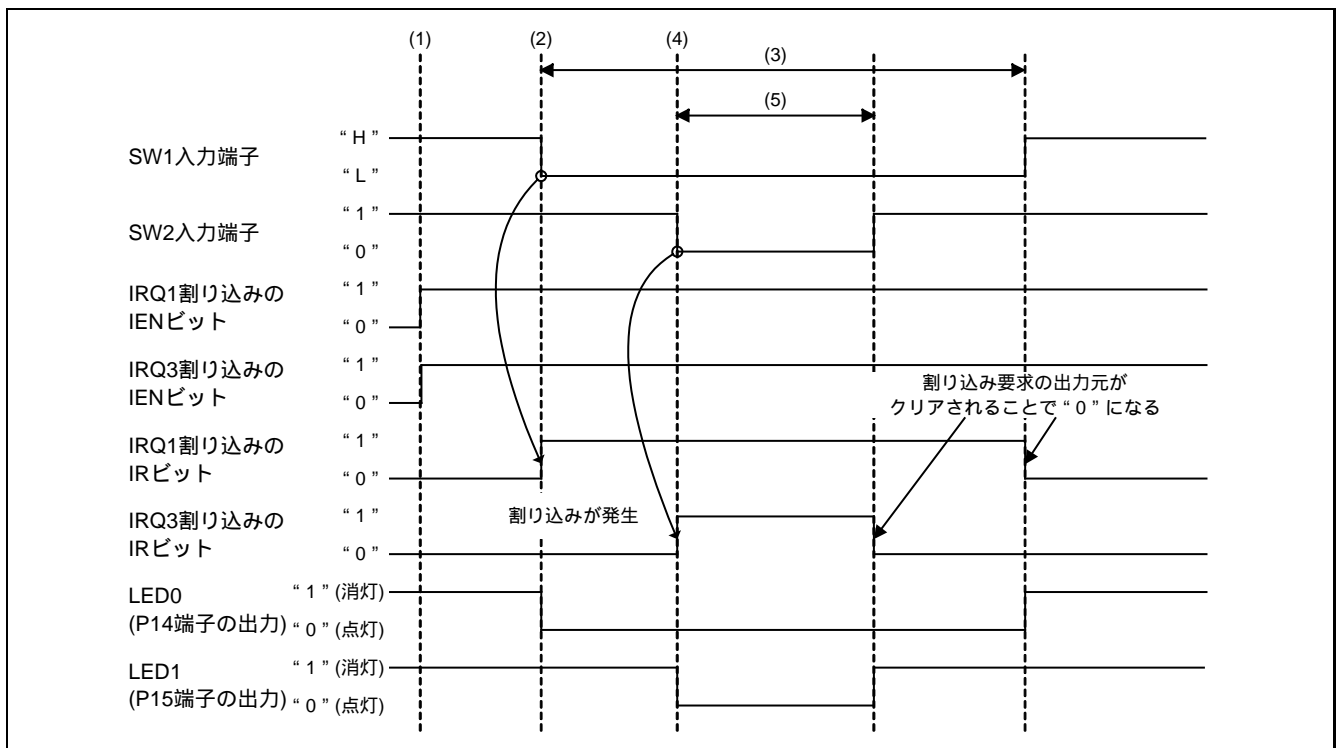 (1)
(2)
(4)
(3)
(5)
SW1入力端子
“ H ”
“ L ”
SW2入力端子
“ 1 ”
“ 0 ”
IRQ1割り込みの
IENビット
“ 1 ”
“ 0 ”
IRQ3割り込みの
IENビット
“ 1 ”
“ 0 ”
割り込み要求の出力元が
クリアされることで “ 0 ” になる
IRQ1割り込みの
IRビット
“ 1 ”
“ 0 ”
割り込みが発生
IRQ3割り込みの
IRビット
“ 1 ”
“ 0 ”
LED0
(P14端子の出力)
“ 1 ” (消灯)
“ 0 ” (点灯)
LED1
(P15端子の出力)
“ 1 ” (消灯)
“ 0 ” (点灯)